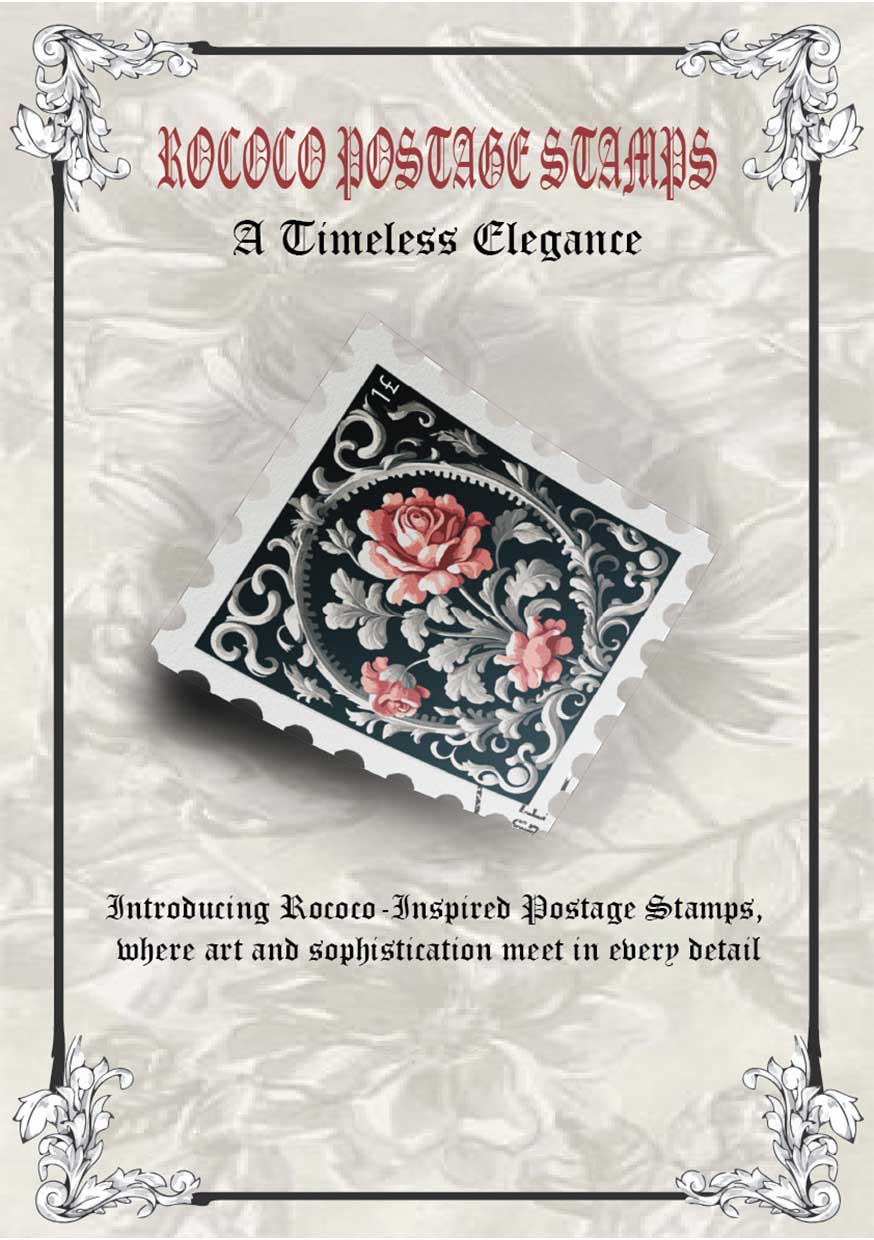 ROCOCO POSTAGE STAMPS
A Timeless Elegance
1£
Introducing Rococo-Inspired Postage Stamps,
where art and sophistication meet in every detail